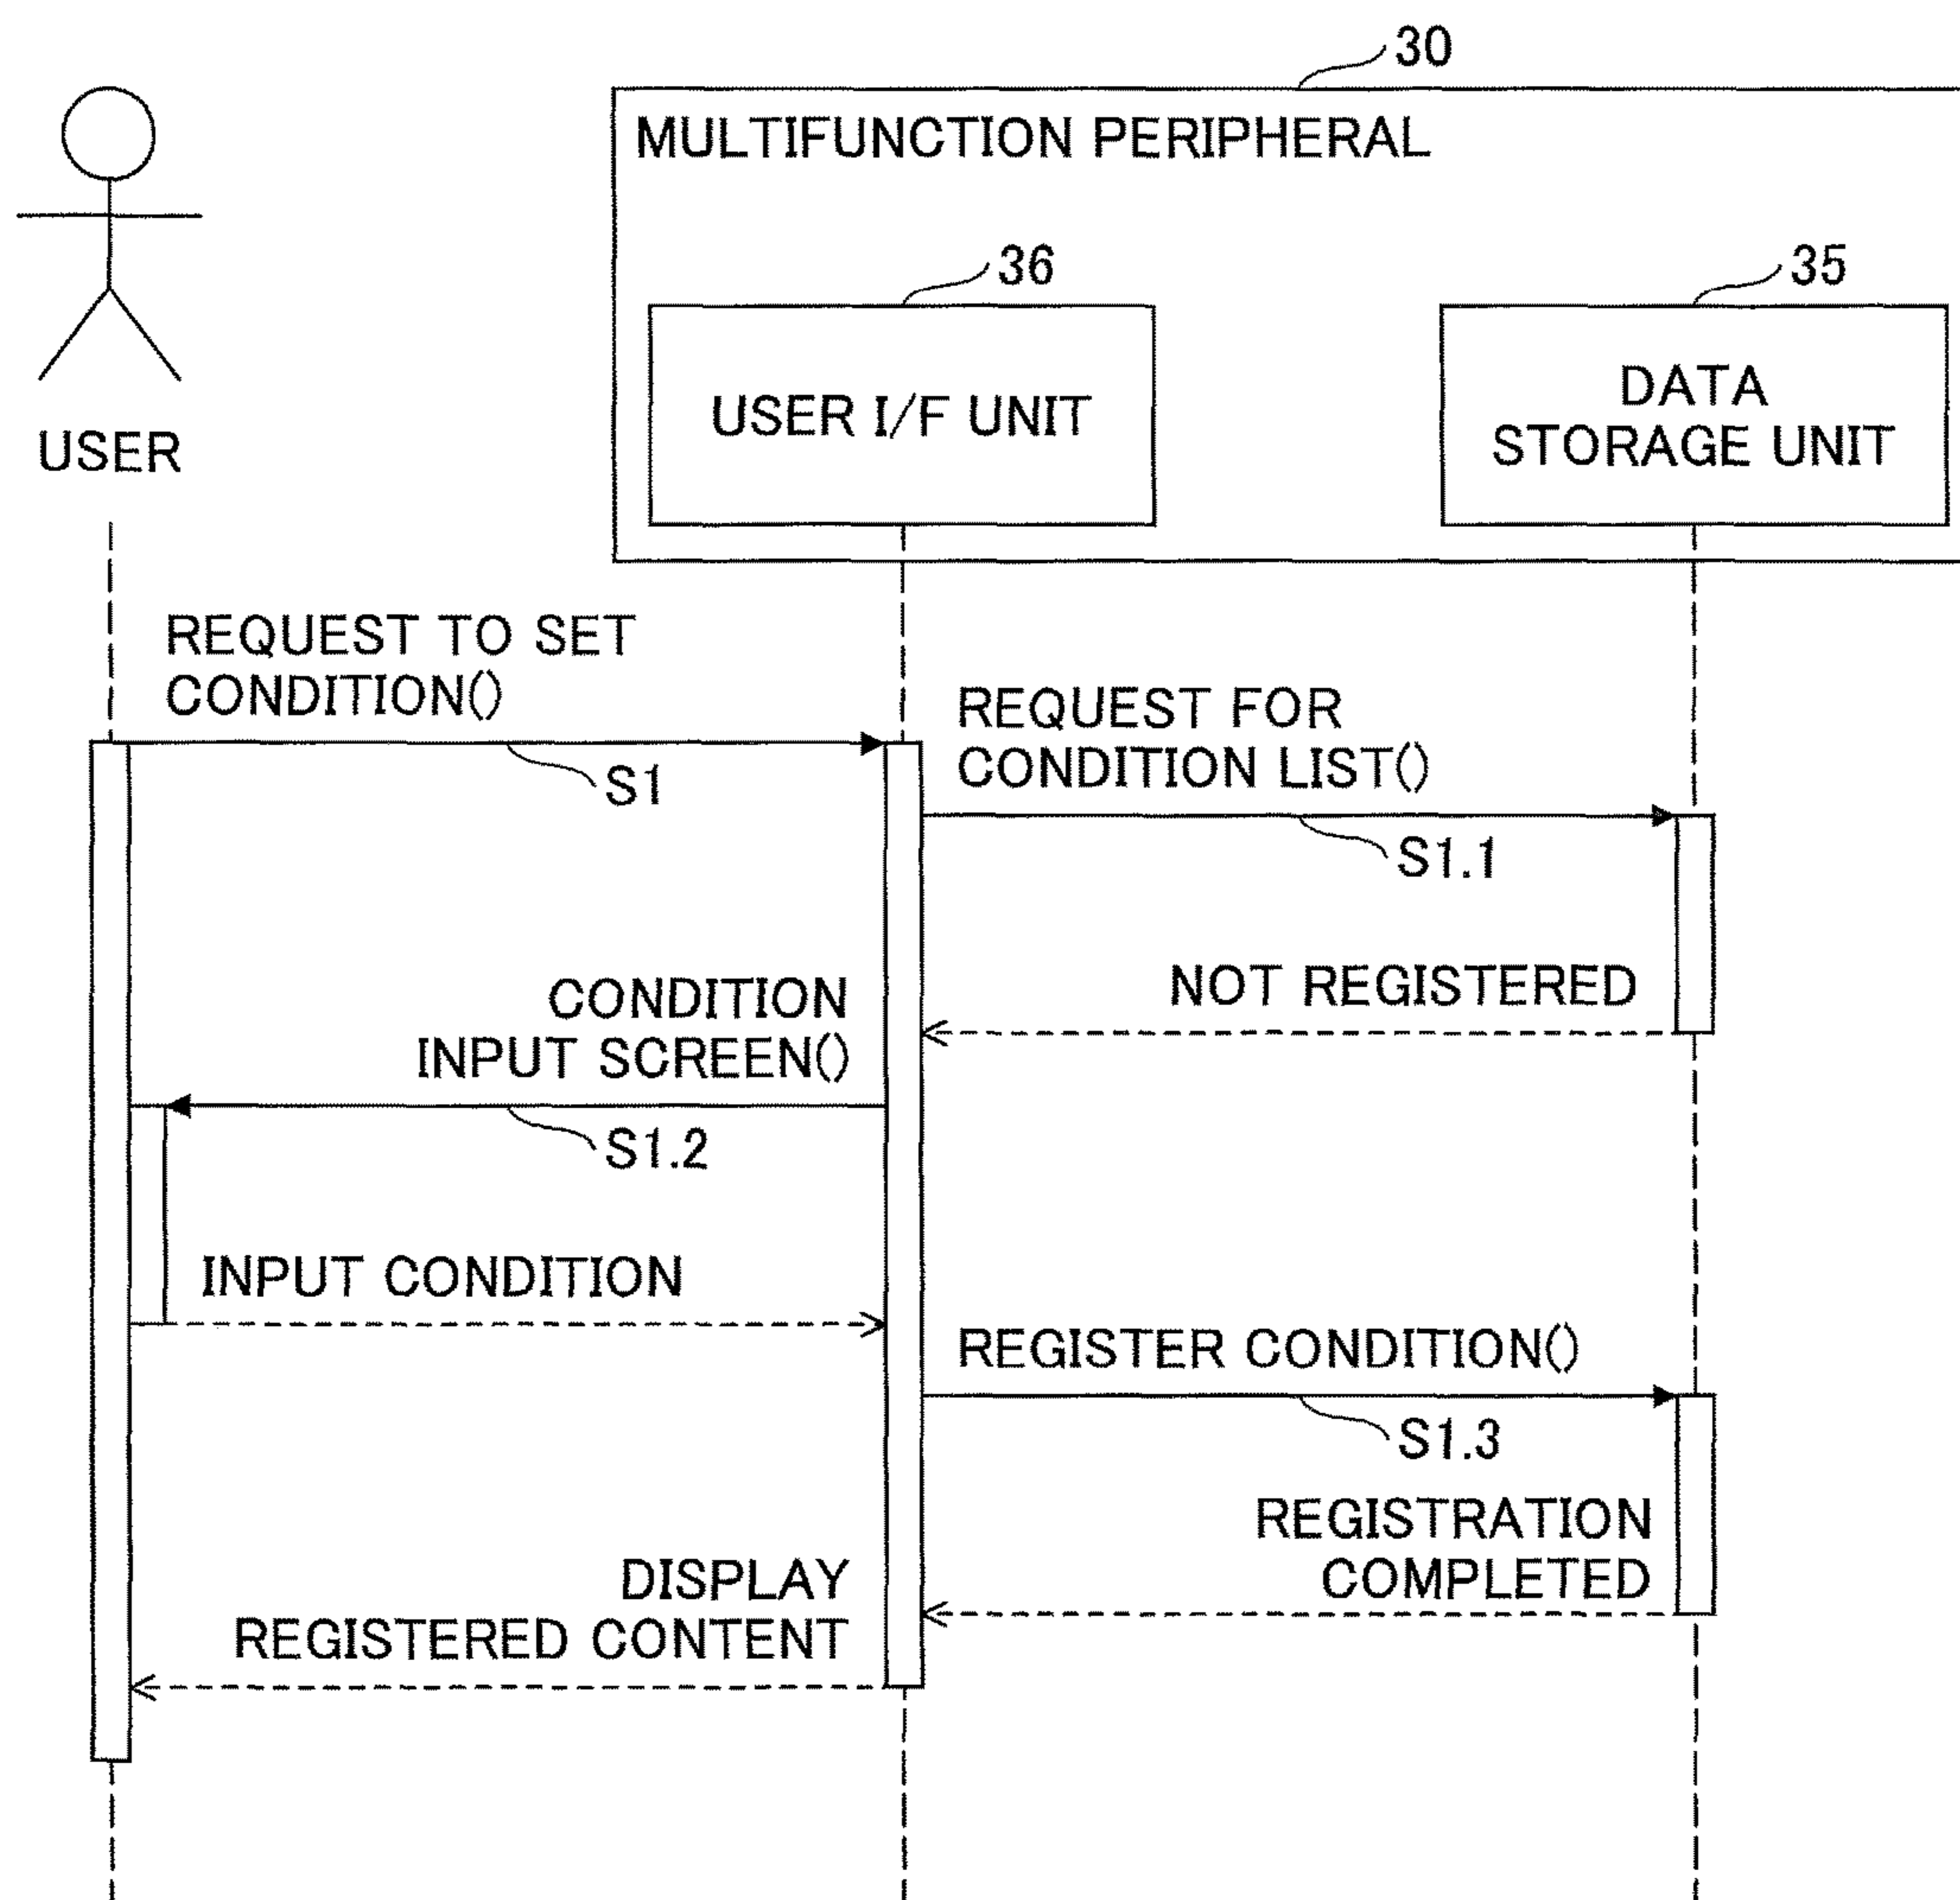 30
MULTIFUNCTION PERIPHERAL
36
35
USER I/F UNIT
DATA
STORAGE UNIT
USER
REQUEST TO SET
CONDITION()
S1
REQUEST FOR
CONDITION LIST()
S1.1
NOT REGISTERED
CONDITION
INPUT SCREEN()
S1.2
INPUT CONDITION
REGISTER CONDITION()
S1.3
REGISTRATION
COMPLETED
DISPLAY
REGISTERED CONTENT